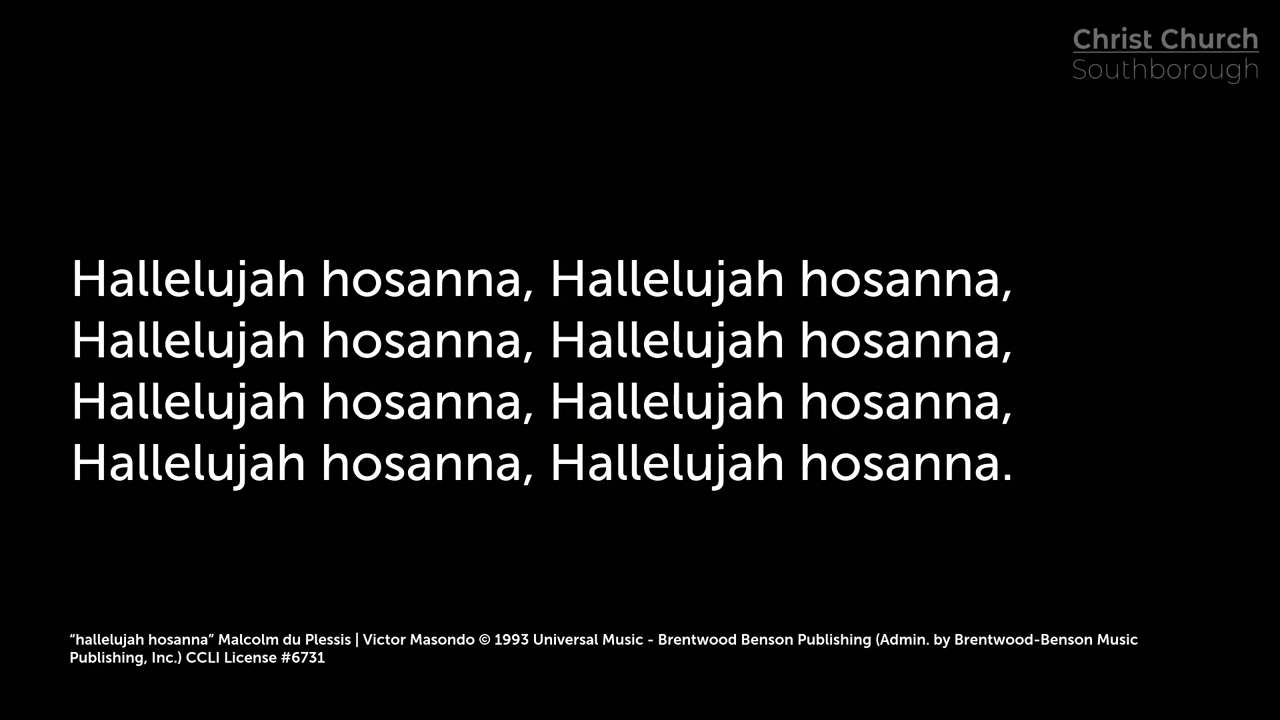 Christ Church
Southborough
Hallelujah hosanna, Hallelujah hosanna,
Hallelujah hosanna, Hallelujah hosanna,
Hallelujah hosanna, Hallelujah hosanna,
Hallelujah hosanna, Hallelujah hosanna.
“hallelujah hosanna” Malcolm du Plessis | Victor Masondo © 1993 Universal Music - Brentwood Benson Publishing (Admin. by Brentwood-Benson Music
Publishing, Inc.) CCLI License #6731